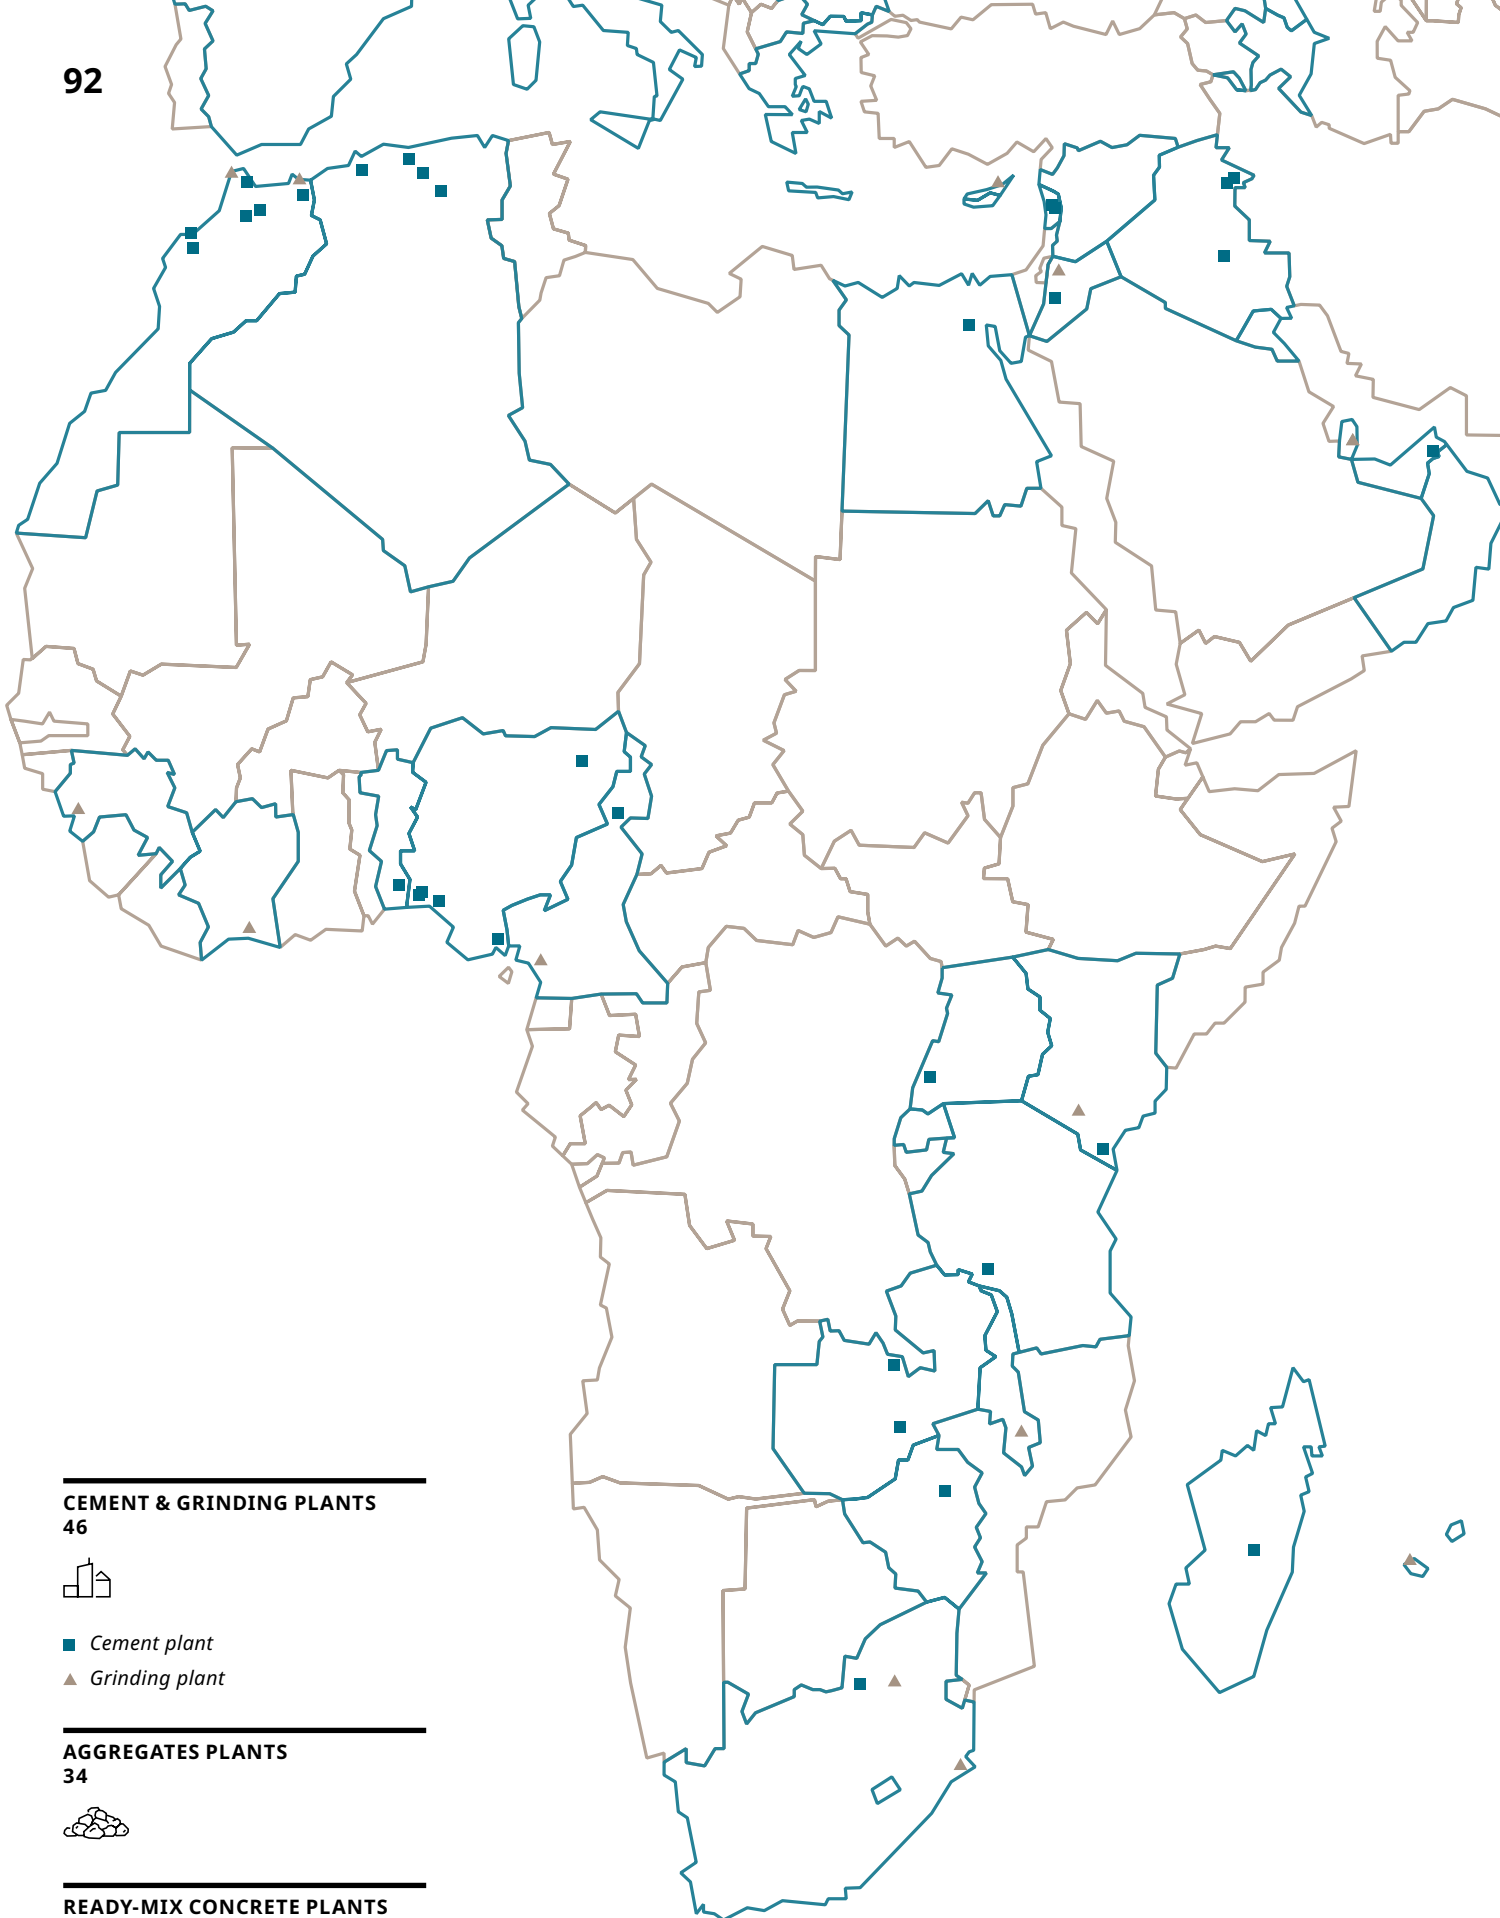 92
CEMENT & GRINDING PLANTS
46
Cement plant
Grinding plant
AGGREGATES PLANTS
34
READY-MIX CONCRETE PLANTS